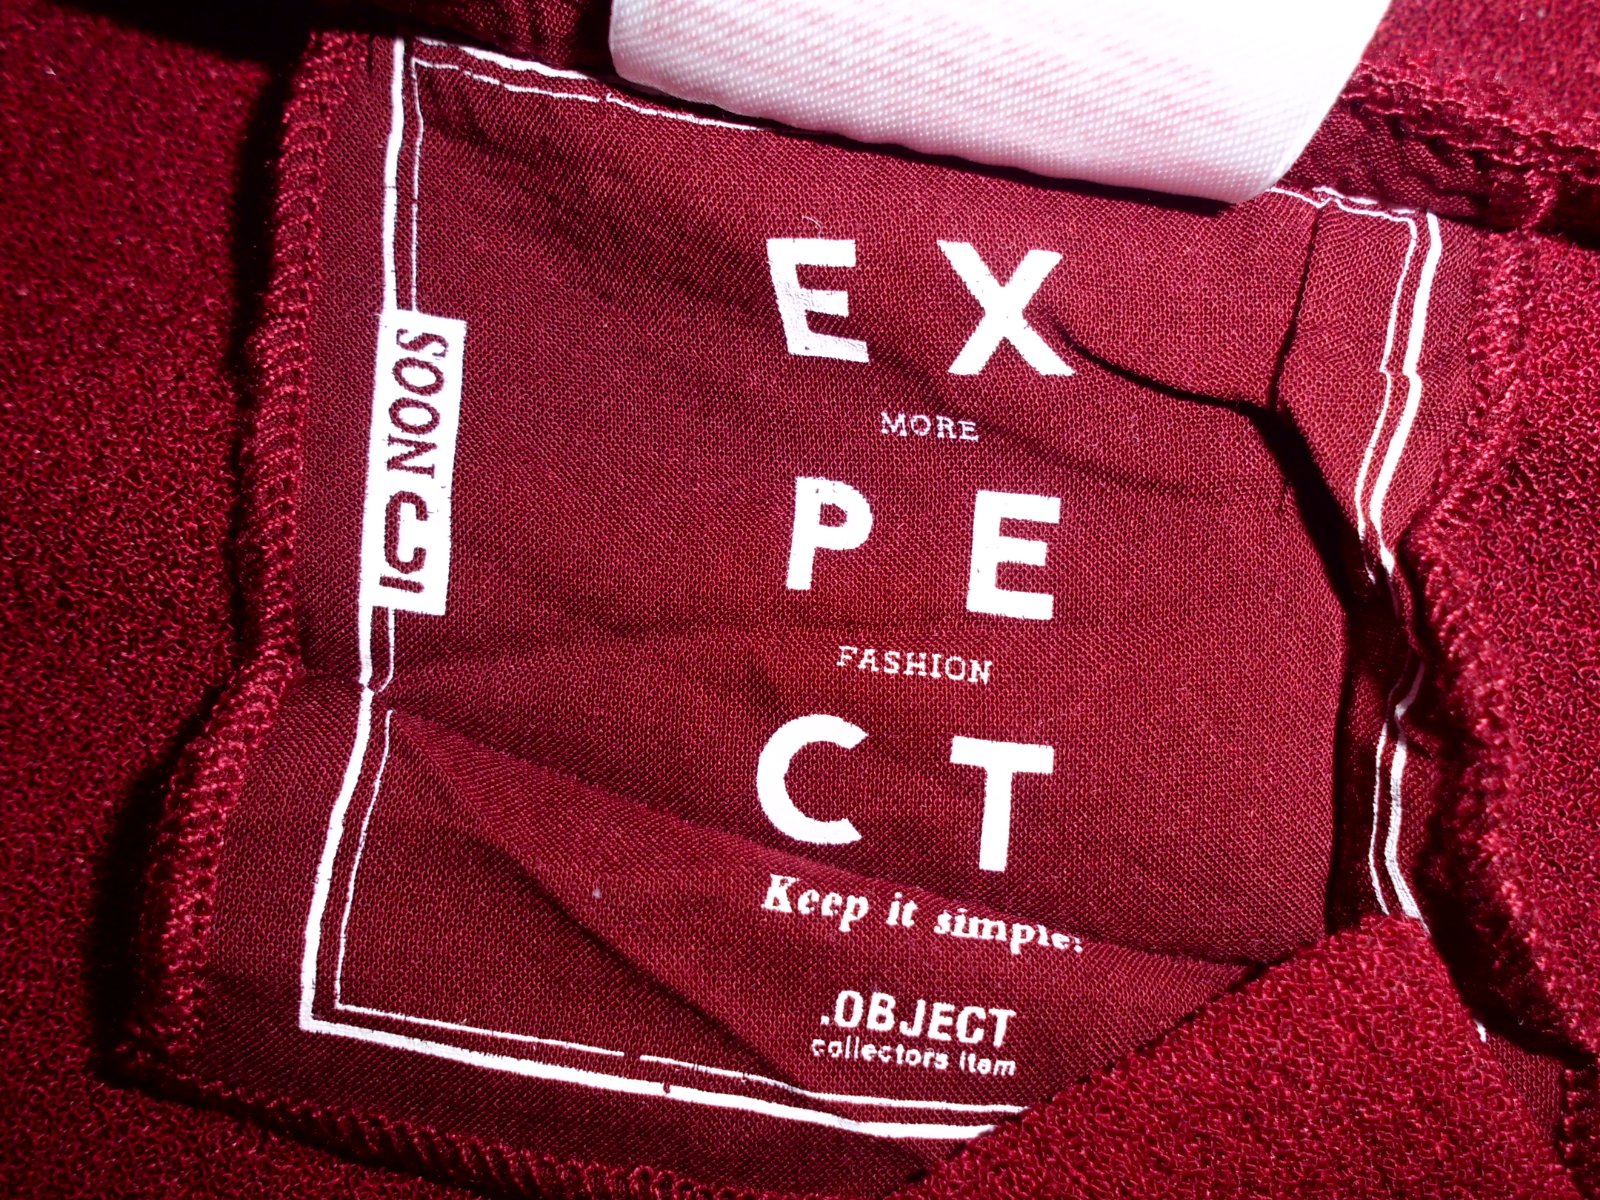 EX
MORE
PE
FASHION
CT
Keep it simple!
.OBJECT
collectors item
NOOS